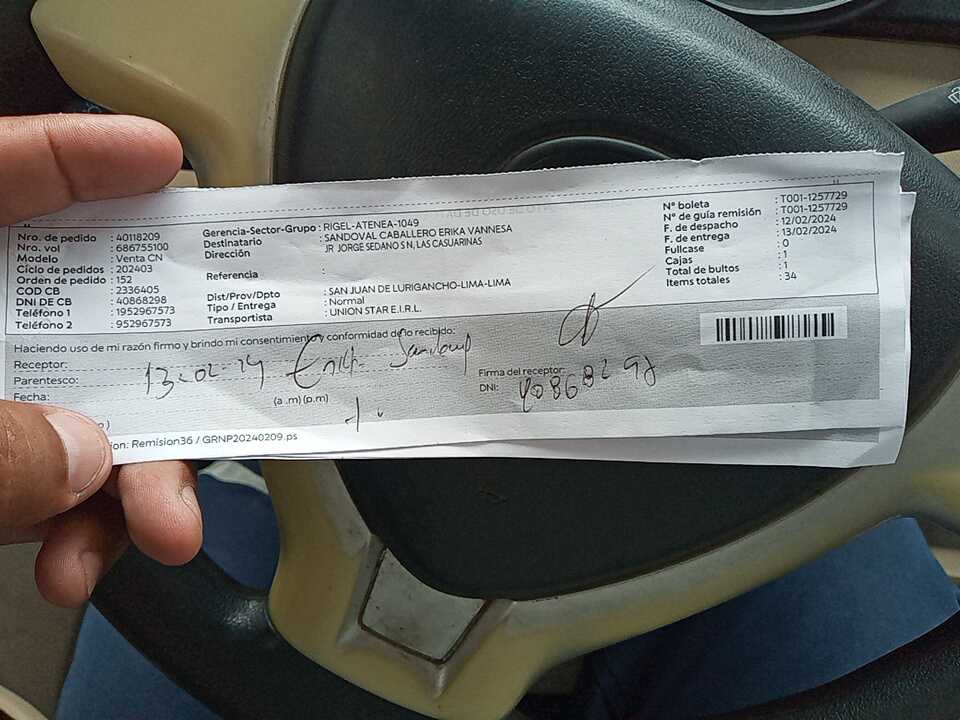 Nro. de pedido : 40118209
Nro. vol : 686755100
Modelo : Venta CN
Ciclo de pedidos : 202403
Orden de pedido : 152
COD CB : 2336405
DNI DE CB : 40868298
Teléfono 1 : 1952967573
Teléfono 2 : 952967573
Gerencia-Sector-Grupo : RIGEL-ATENEA-1049
Destinatario : SANDOVAL CABALLERO ERIKA VANNESA
Dirección JR JORGE SEDANO S N, LAS CASUARINAS
Referencia :
Dist/Prov/Dpto : SAN JUAN DE LURIGANCHO-LIMA-LIMA
Tipo / Entrega : Normal
Transportista : UNION STAR E.I.R.L.
N° boleta : T001-1257729
N° de guía remisión : T001-1257729
F. de despacho : 12/02/2024
F. de entrega : 13/02/2024
Fullcase : 0
Cajas : 1
Total de bultos : 1
Items totales : 34
Haciendo uso de mi razón firmo y brindo mi consentimiento y conformidad de lo recibido:
Receptor: Erika Sandoval
Parentesco: 13-02-24
Fecha: (a .m) (p.m)
Firma del receptor:
DNI: 40868298
ion: Remision36 / GRNP20240209.ps